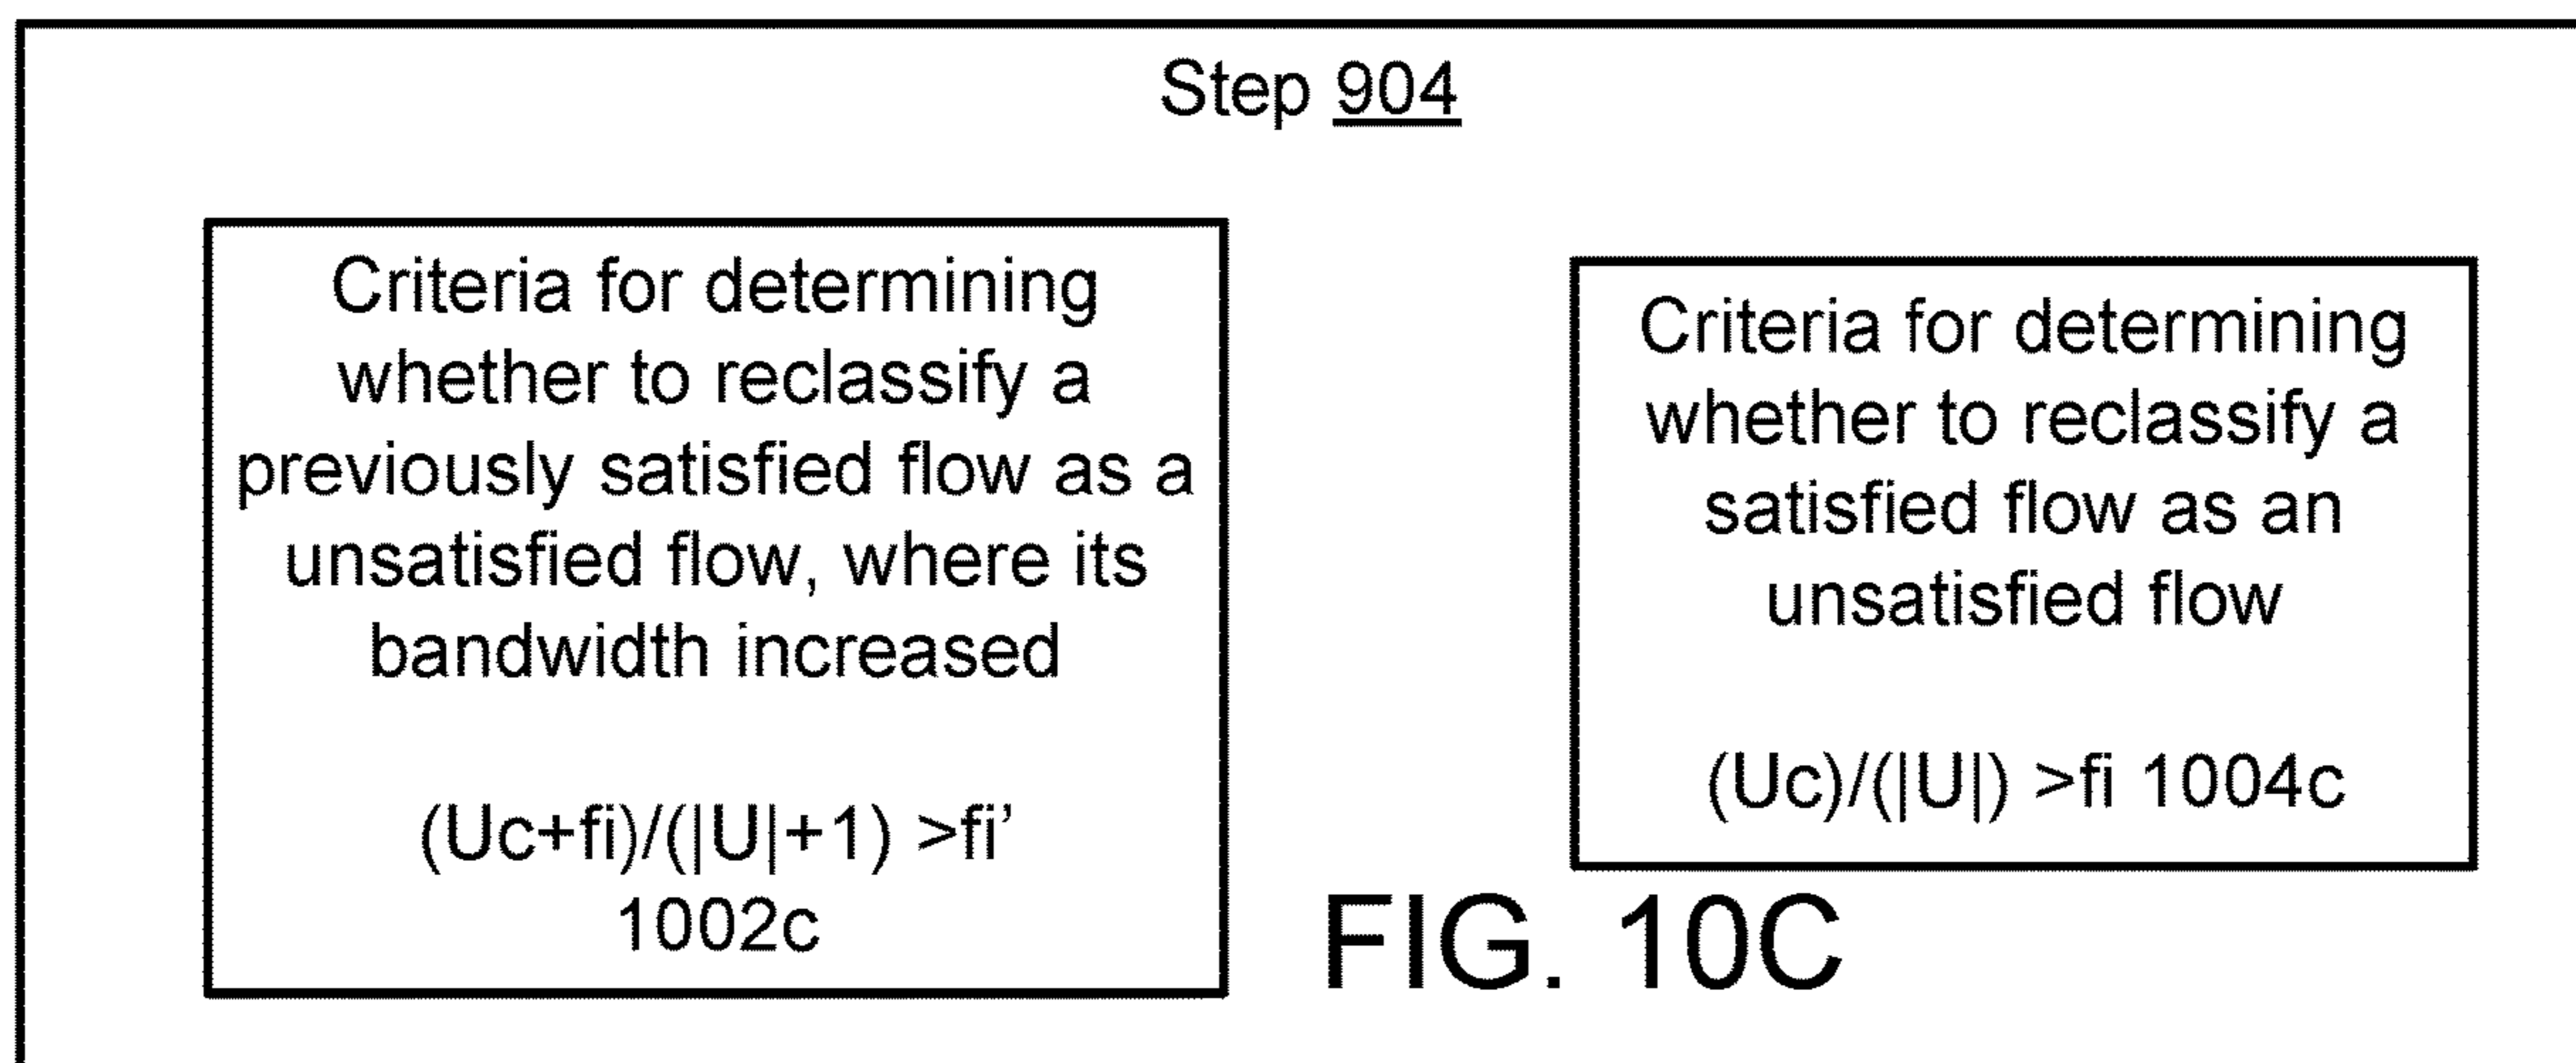 Step 904
Criteria for determining
whether to reclassify a
previously satisfied flow as a
unsatisfied flow, where its
bandwidth increased
(Uc+fi)/(|U|+1) >fi’
1002c
Criteria for determining
whether to reclassify a
satisfied flow as an
unsatisfied flow
(Uc)/(|U|) >fi 1004c
FIG. 10C